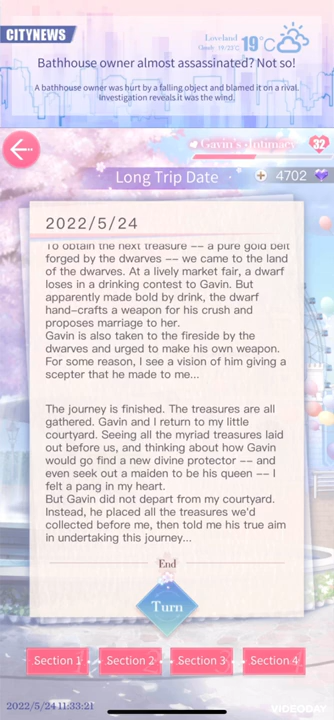 CITYNEWS
Loveland
Cloudy 19/22℃ 19°C
Bathhouse owner almost assassinated? Not so!
A bathhouse owner was hurt by a falling object and blamed it on a rival.
Investigation reveals it was the wind.
Gavin's Intimacy 32
Long Trip Date
4702
2022/5/24
To obtain the next treasure -- a pure gold belt
forged by the dwarves -- we came to the land
of the dwarves. At a lively market fair, a dwarf
loses in a drinking contest to Gavin. But
apparently made bold by drink, the dwarf
hand-crafts a weapon for his crush and
proposes marriage to her.
Gavin is also taken to the fireside by the
dwarves and urged to make his own weapon.
For some reason, I see a vision of him giving a
scepter that he made to me...
The journey is finished. The treasures are all
gathered. Gavin and I return to my little
courtyard. Seeing all the myriad treasures laid
out before us, and thinking about how Gavin
would go find a new divine protector -- and
even seek out a maiden to be his queen -- I
felt a pang in my heart.
But Gavin did not depart from my courtyard.
Instead, he placed all the treasures we'd
collected before me, then told me his true aim
in undertaking this journey...
End
Turn
Section 1 Section 2 Section 3 Section 4
2022/5/24 11:33:21
VIDEODAY